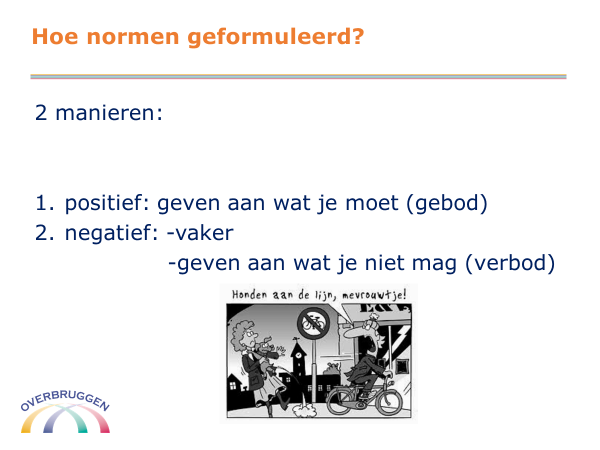 Hoe normen geformuleerd?
2 manieren:
1. positief: geven aan wat je moet (gebod)
2. negatief: -vaker
-geven aan wat je niet mag (verbod)
Honden aan de lijn, mevrouwtje!
OVERBRUGGEN